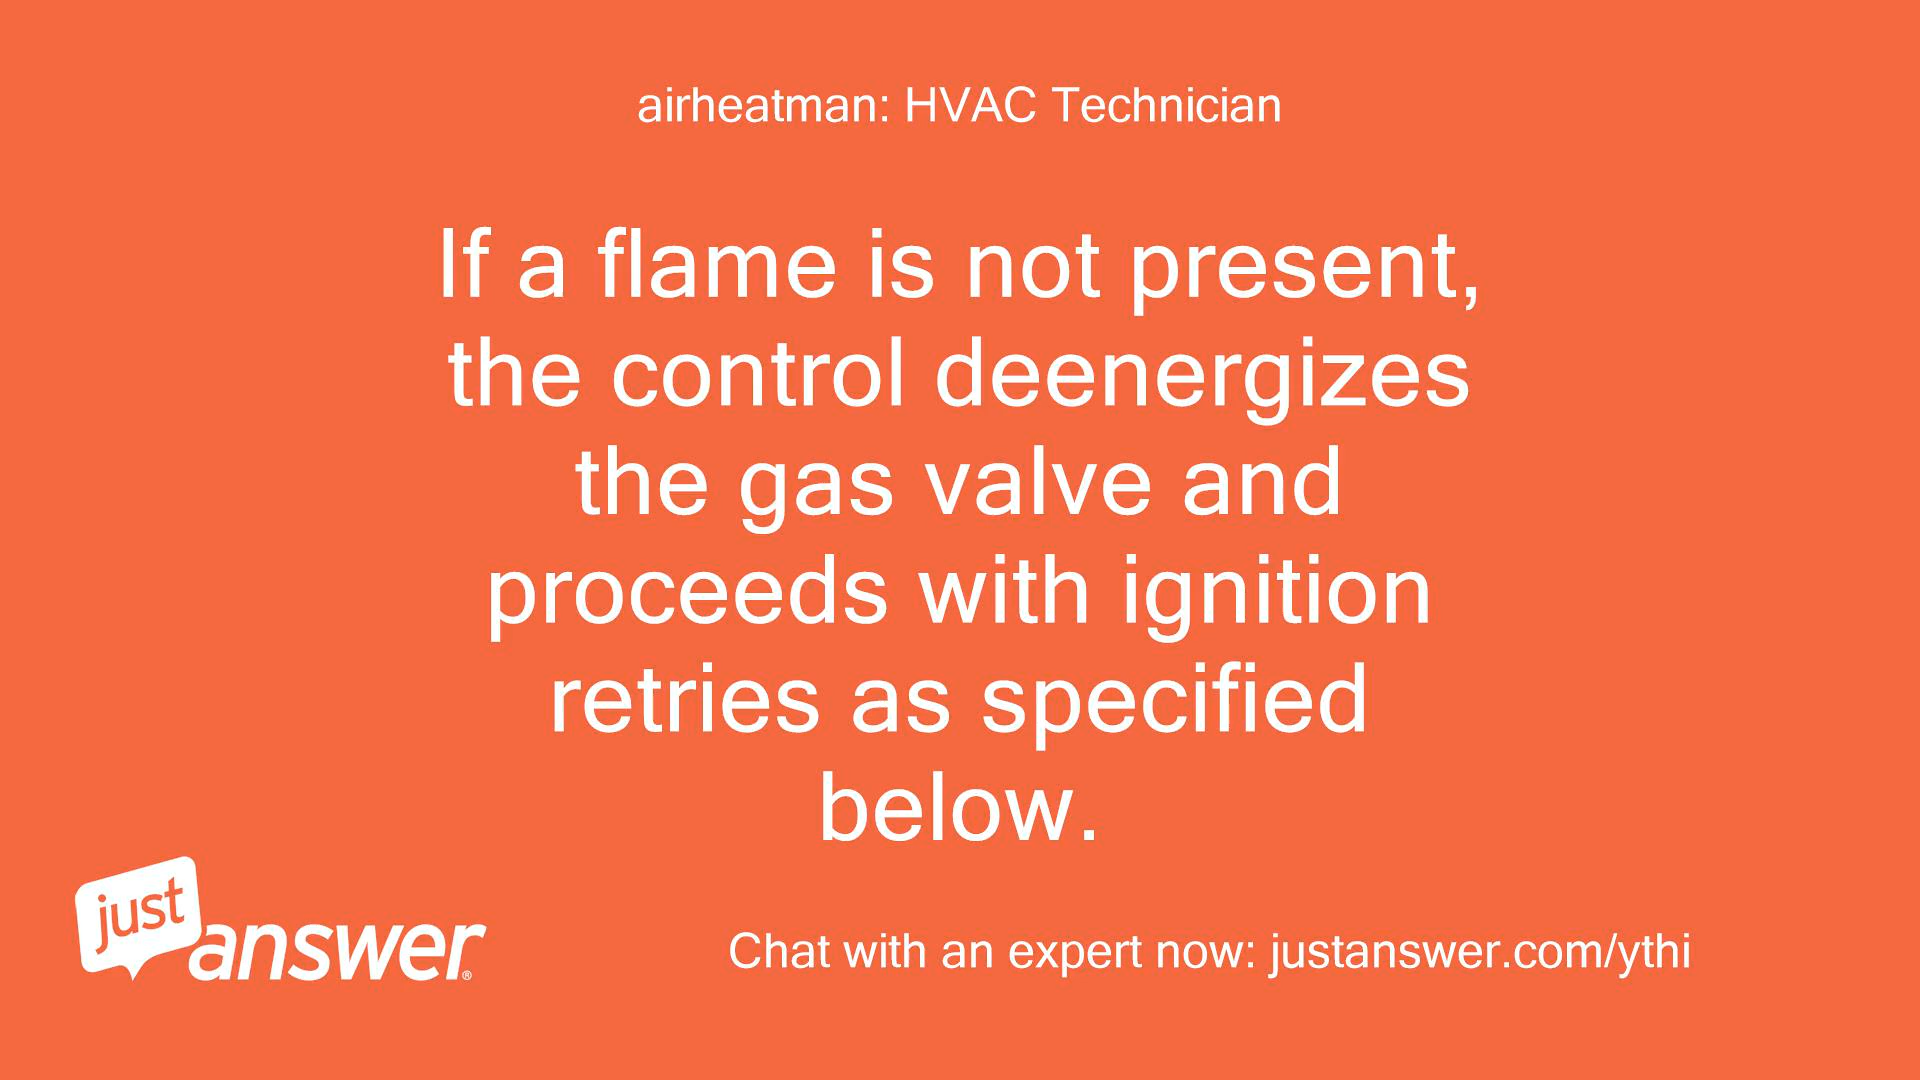 airheatman: HVAC Technician
If a flame is not present,
the control deenergizes
the gas valve and
proceeds with ignition
retries as specified
below.
just
answer®
Chat with an expert now: justanswer.com/ythi